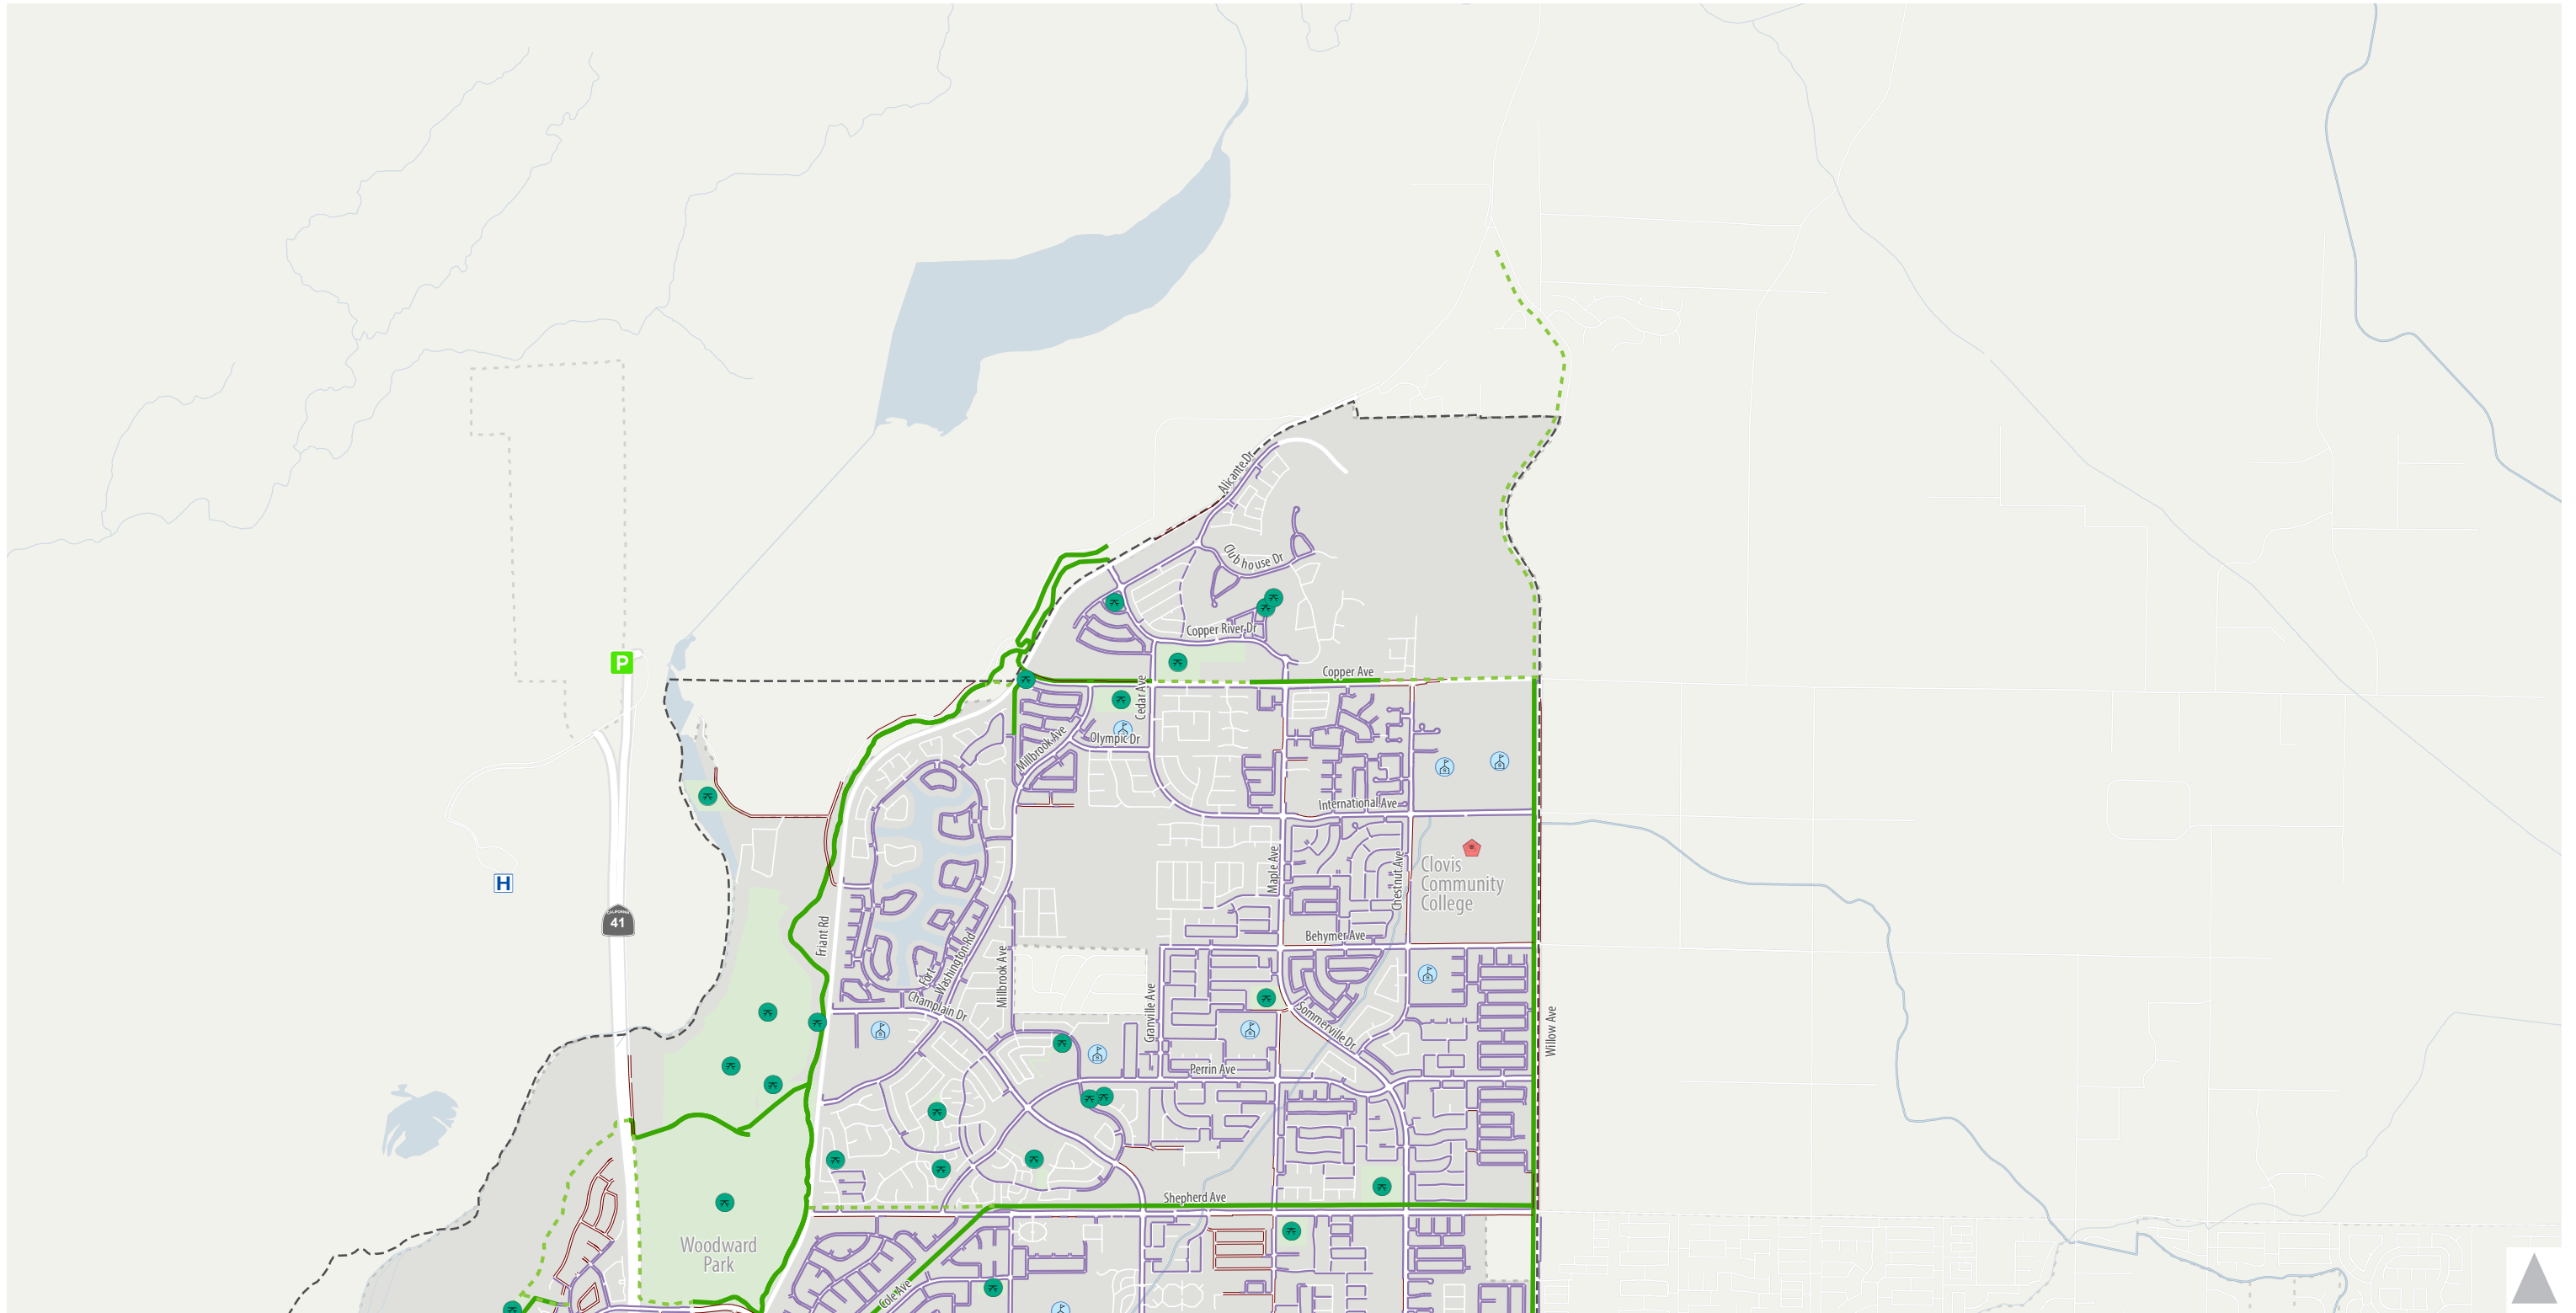 Alicante Dr
Club house Dr
Copper River Dr
P
Copper Ave
Cedar Ave
Millbrook Ave
Olympic Dr
International Ave
Maple Ave
Chestnut Ave
Clovis
Community
College
H
CALIFORNIA
41
Friant Rd
Behymer Ave
Fort
Washington Rd
Millbrook Ave
Champlain Dr
Granville Ave
Sommerville Dr
Willow Ave
Perrin Ave
Shepherd Ave
Woodward
Park
Cole Ave